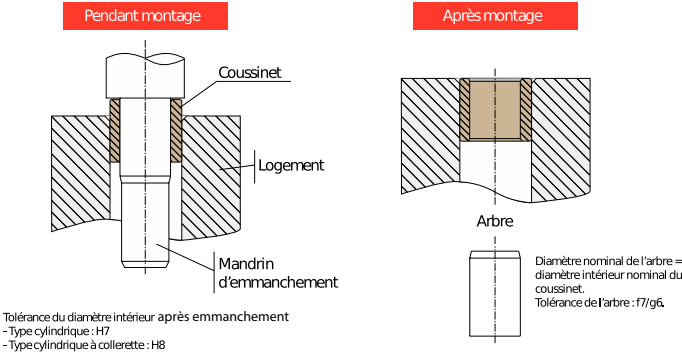 Pendant montage
Après montage
Coussinet
Logement
Mandrin
d'emmanchement
Arbre
Diamètre nominal de l'arbre =
diamètre intérieur nominal du
coussinet.
Tolérance de l'arbre : f7/g6.
Tolérance du diamètre intérieur après emmanchement
- Type cylindrique : H7
- Type cylindrique à collerette : H8